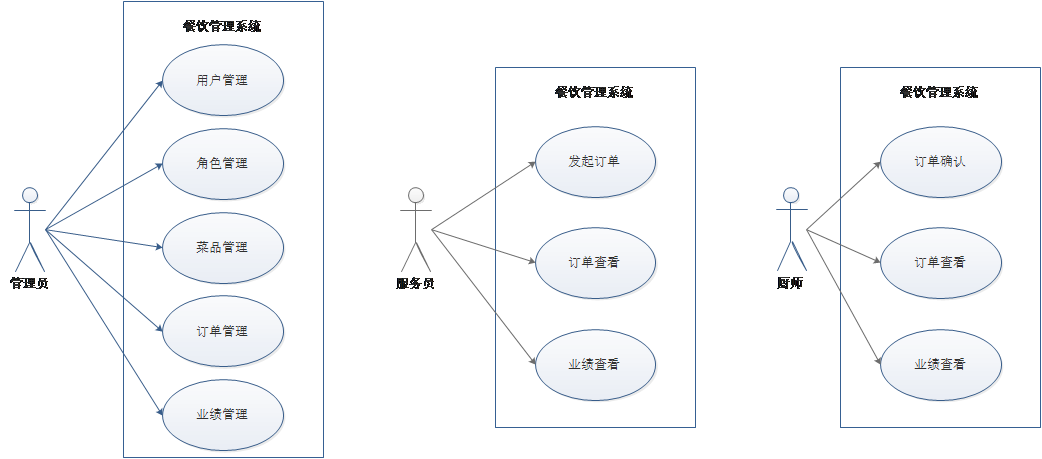 餐饮管理系统
用户管理
角色管理
菜品管理
订单管理
业绩管理
管理员
餐饮管理系统
发起订单
订单查看
业绩查看
服务员
餐饮管理系统
订单确认
订单查看
业绩查看
厨师